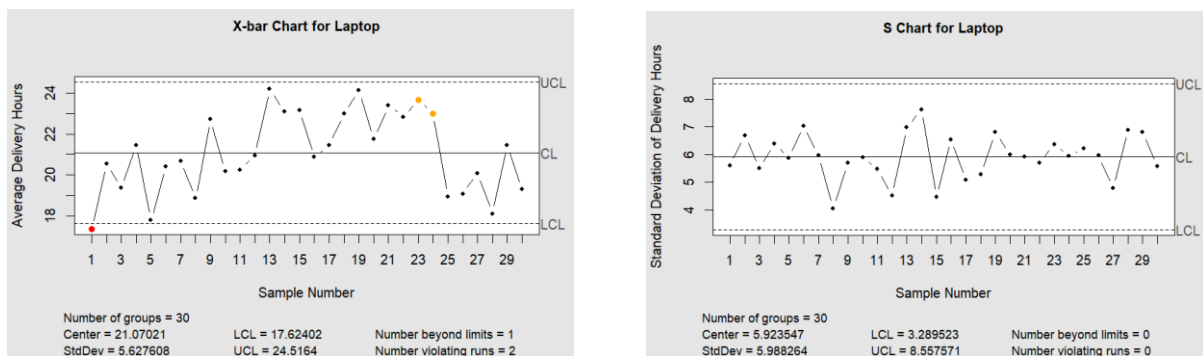 X-bar Chart for Laptop
Average Delivery Hours
24
22
20
18
UCL
CL
LCL
1 3 5 7 9 11 13 15 17 19 21 23 25 27 29
Sample Number
Number of groups = 30
Center = 21.07021 LCL = 17.62402 Number beyond limits = 1
StdDev = 5.627608 UCL = 24.5164 Number violating runs = 2
S Chart for Laptop
Standard Deviation of Delivery Hours
8
7
6
5
4
UCL
CL
LCL
1 3 5 7 9 11 13 15 17 19 21 23 25 27 29
Sample Number
Number of groups = 30
Center = 5.923547 LCL = 3.289523 Number beyond limits = 0
StdDev = 5.988264 UCL = 8.557571 Number violating runs = 0